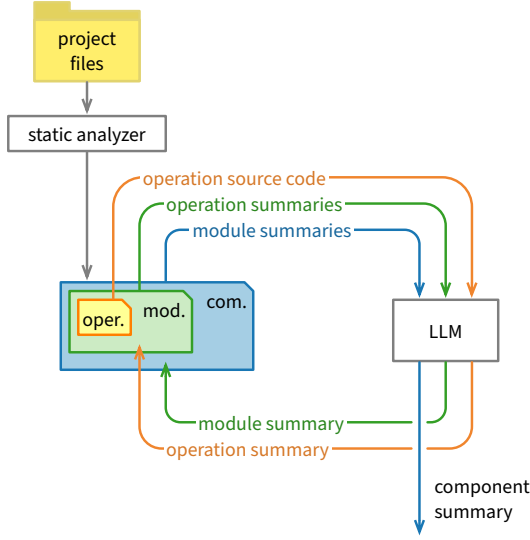 project
files
static analyzer
operation source code
operation summaries
module summaries
com.
mod.
oper.
LLM
module summary
operation summary
component
summary